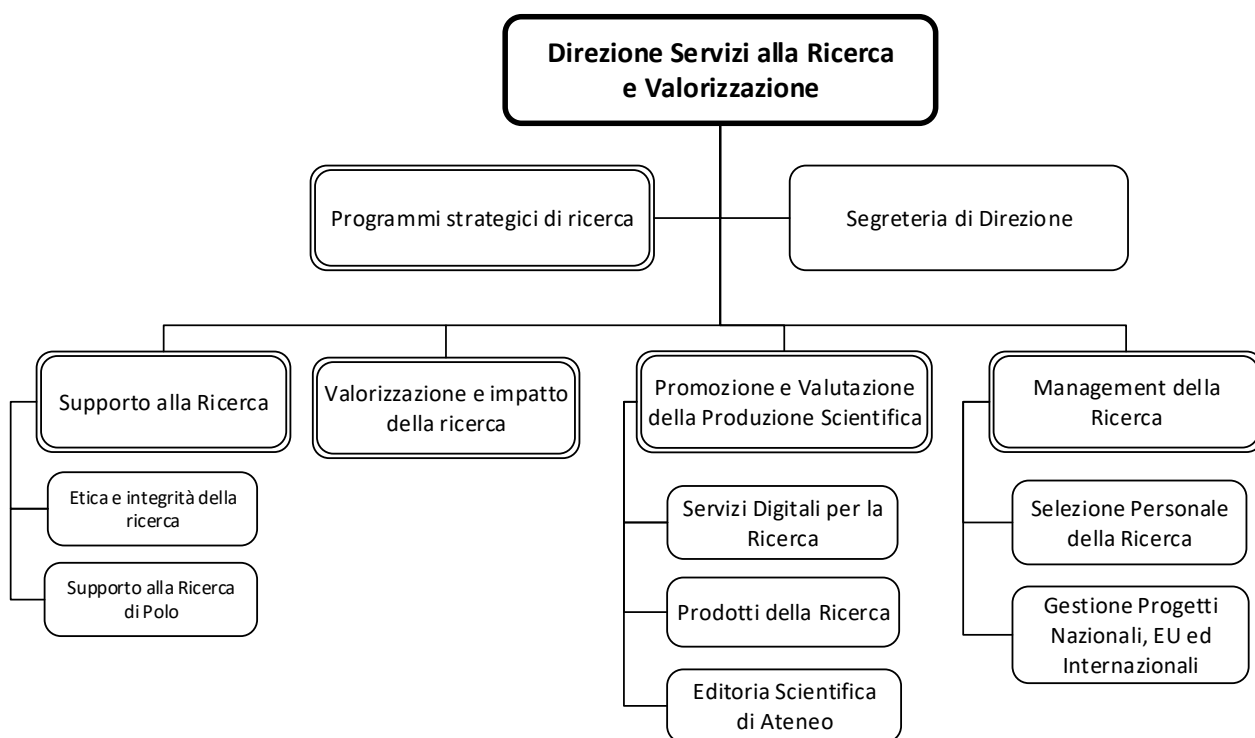 Direzione Servizi alla Ricerca
e Valorizzazione
Programmi strategici di ricerca
Segreteria di Direzione
Supporto alla Ricerca
Etica e integrità della
ricerca
Supporto alla Ricerca
di Polo
Valorizzazione e impatto
della ricerca
Promozione e Valutazione
della Produzione Scientifica
Servizi Digitali per la
Ricerca
Prodotti della Ricerca
Editoria Scientifica
di Ateneo
Management della
Ricerca
Selezione Personale
della Ricerca
Gestione Progetti
Nazionali, EU ed
Internazionali